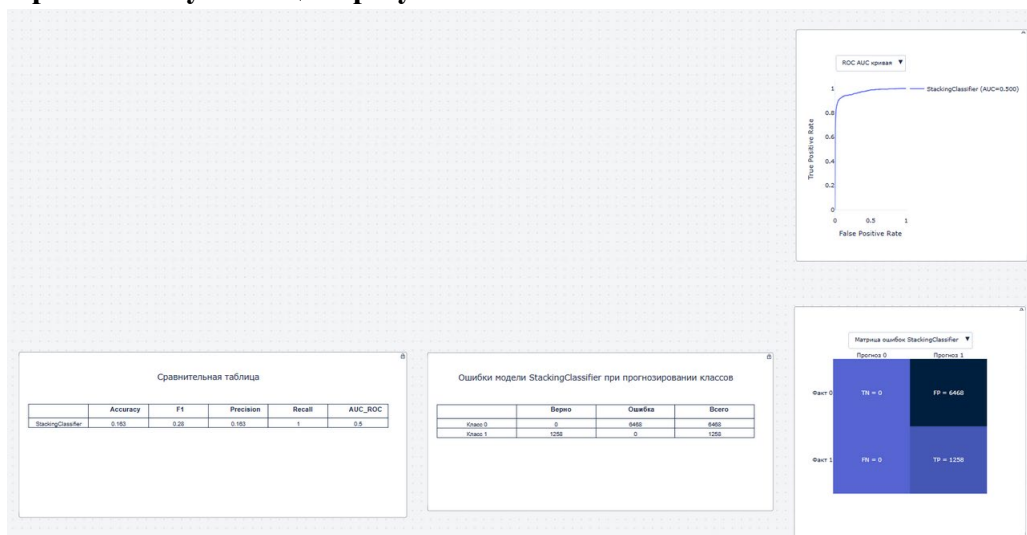 ROC AUC кривая ▼
StackingClassifier (AUC=0.500)
True Positive Rate
1
0.8
0.6
0.4
0.2
0
0 0.5 1
False Positive Rate
Сравнительная таблица
Accuracy F1 Precision Recall AUC_ROC
StackingClassifier 0.163 0.28 0.163 1 0.5
Ошибки модели StackingClassifier при прогнозировании классов
Верно Ошибка Всего
Класс 0 0 6468 6468
Класс 1 1258 0 1258
Матрица ошибок StackingClassifier ▼
Прогноз 0 Прогноз 1
Факт 0 TN = 0 FP = 6468
Факт 1 FN = 0 TP = 1258